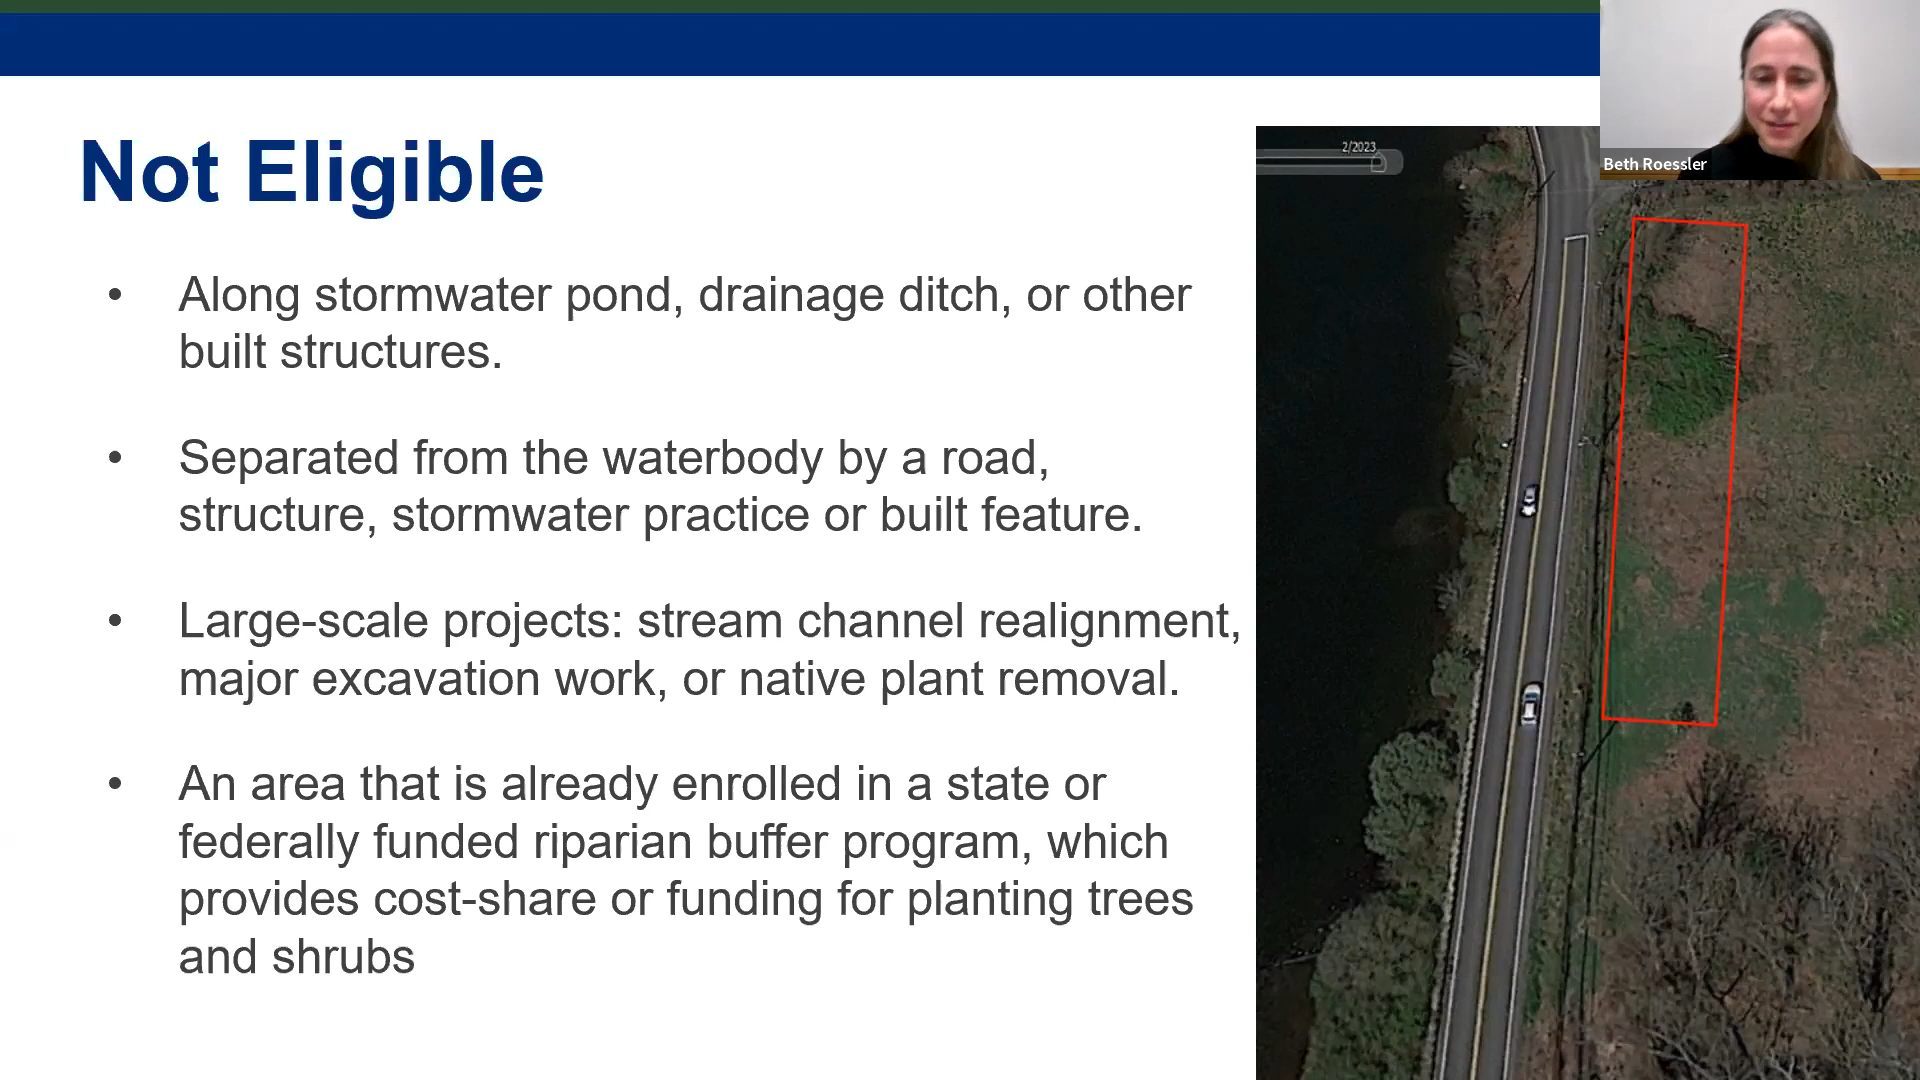 Not Eligible
• Along stormwater pond, drainage ditch, or other
built structures.
• Separated from the waterbody by a road,
structure, stormwater practice or built feature.
• Large-scale projects: stream channel realignment,
major excavation work, or native plant removal.
• An area that is already enrolled in a state or
federally funded riparian buffer program, which
provides cost-share or funding for planting trees
and shrubs
2/2023
Beth Roessler